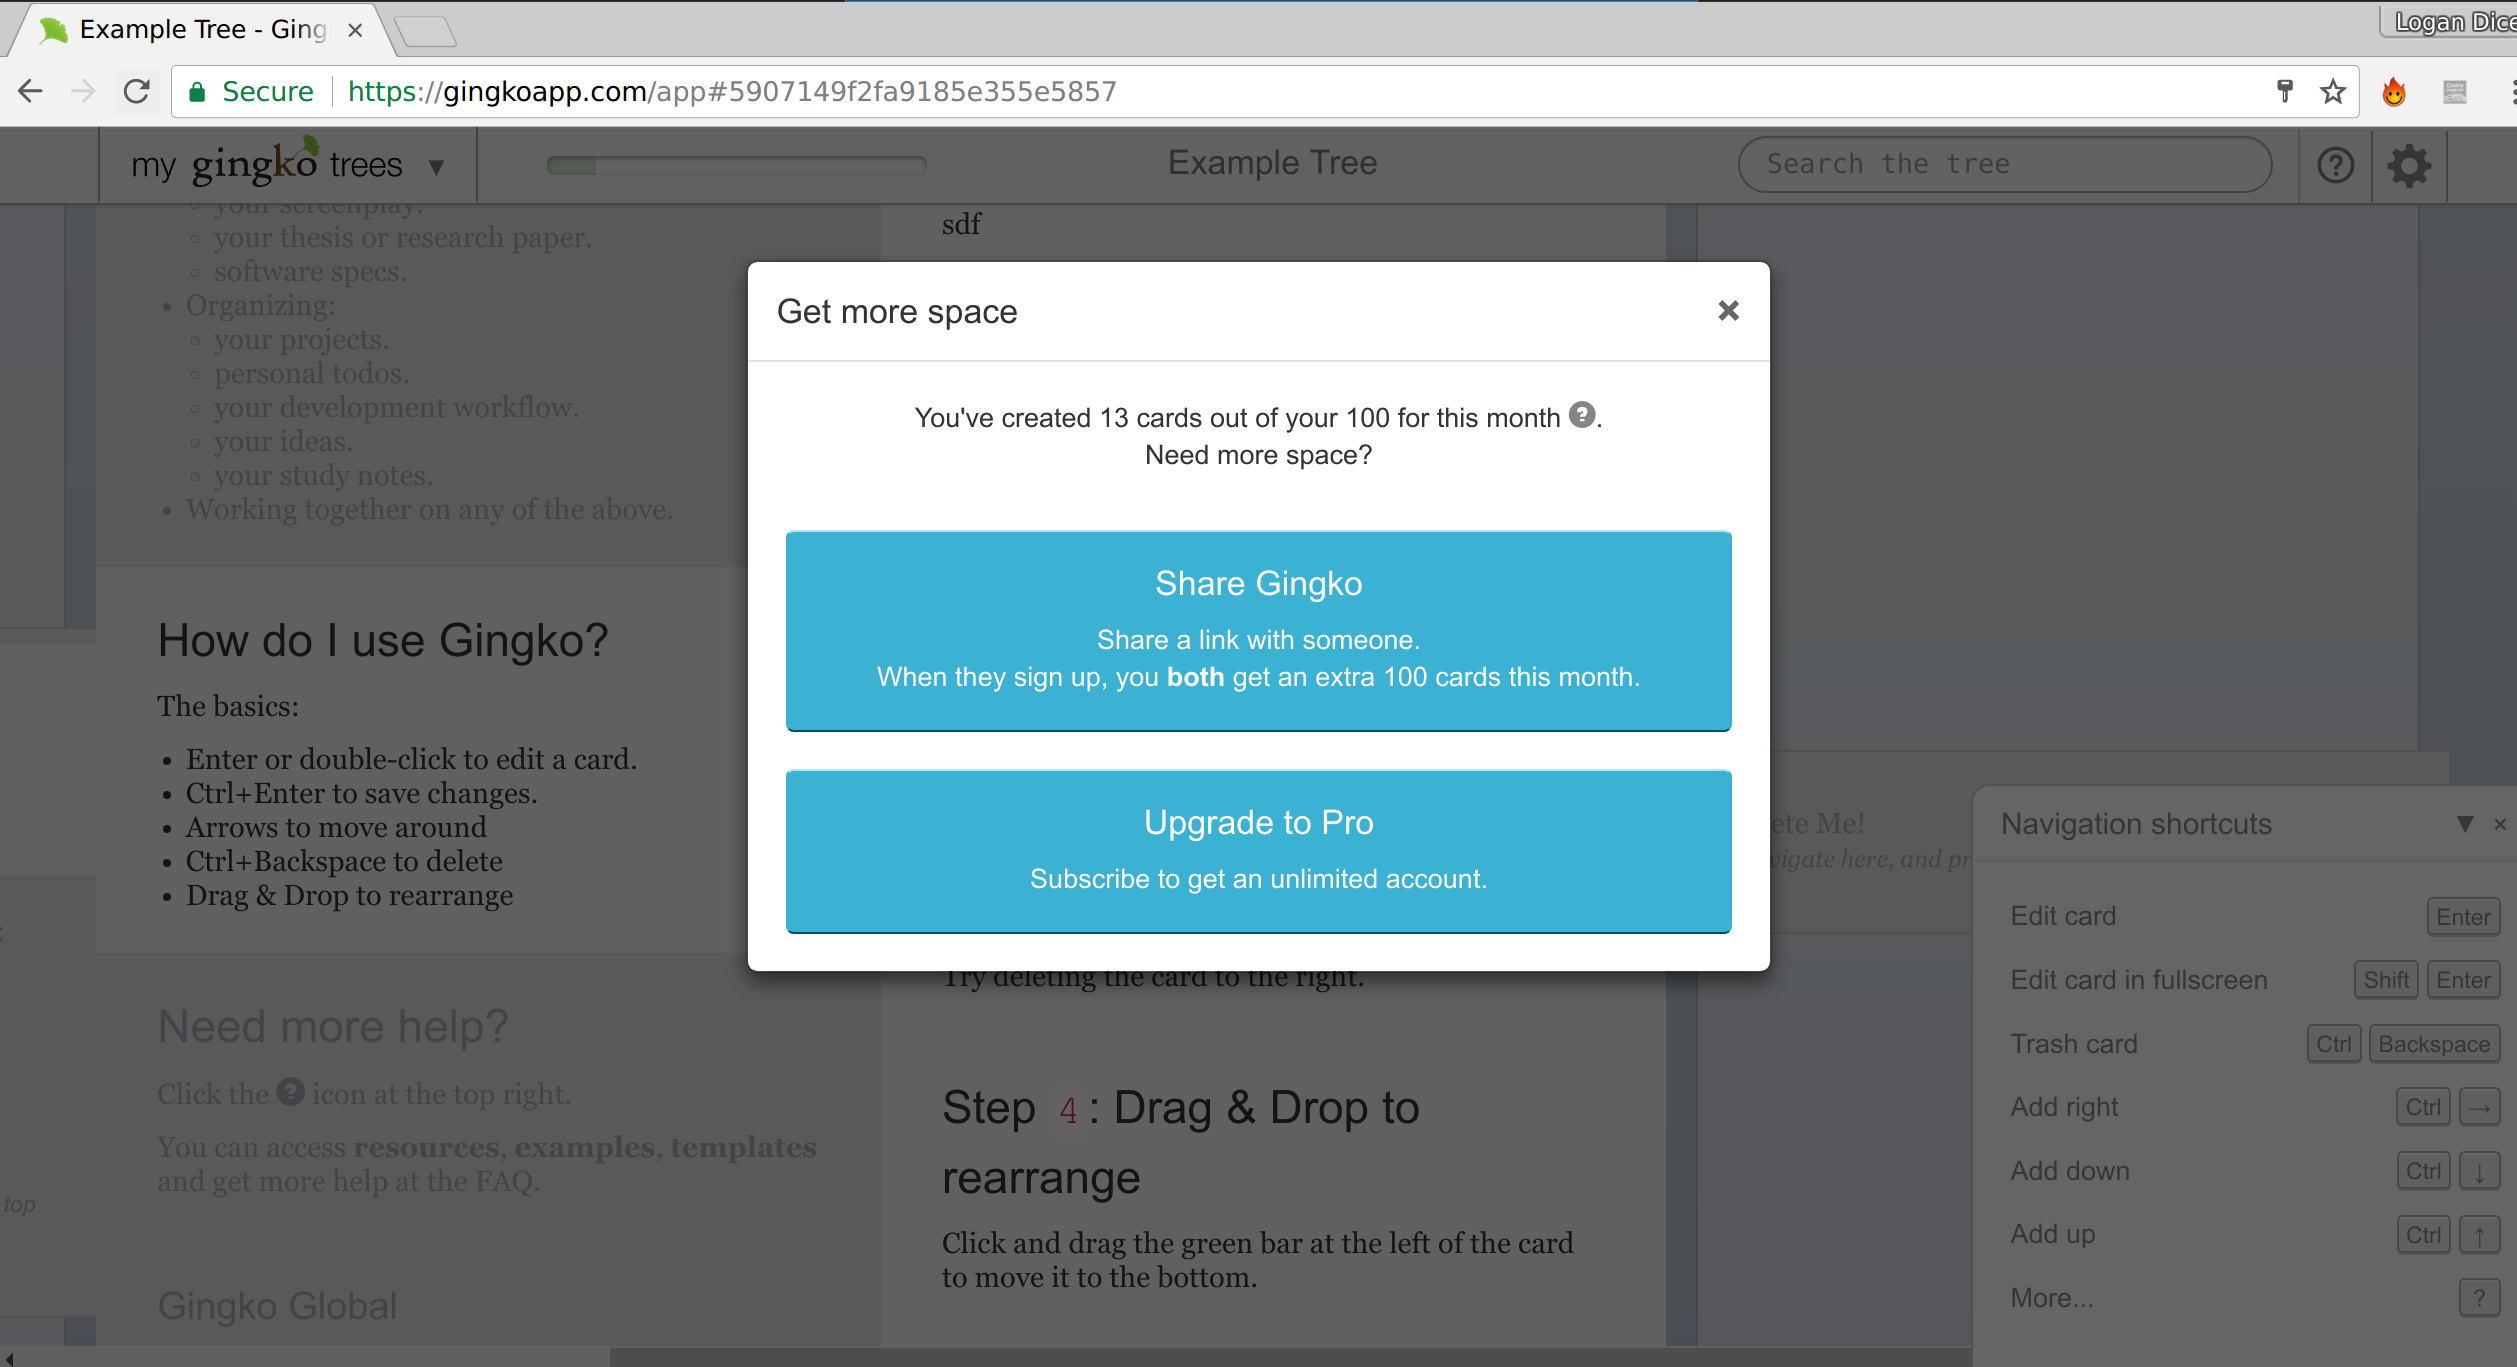 Example Tree - Ging
Logan Dice
Secure
https://gingkoapp.com/app#5907149f2fa9185e355e5857
my gingko trees ▼
Example Tree
Search the tree
your screenplay.
your thesis or research paper.
software specs.
Organizing:
your projects.
personal todos.
your development workflow.
your ideas.
your study notes.
Working together on any of the above.
How do I use Gingko?
The basics:
Enter or double-click to edit a card.
Ctrl+Enter to save changes.
Arrows to move around
Ctrl+Backspace to delete
Drag & Drop to rearrange
Need more help?
Click the ? icon at the top right.
You can access resources, examples, templates
and get more help at the FAQ.
top
Gingko Global
sdf
Get more space
You've created 13 cards out of your 100 for this month ?.
Need more space?
Share Gingko
Share a link with someone.
When they sign up, you both get an extra 100 cards this month.
Upgrade to Pro
Subscribe to get an unlimited account.
Try deleting the card to the right.
Step 4: Drag & Drop to
rearrange
Click and drag the green bar at the left of the card
to move it to the bottom.
ete Me!
vigate here, and pr
Navigation shortcuts ▼ ×
Edit card Enter
Edit card in fullscreen Shift Enter
Trash card Ctrl Backspace
Add right Ctrl →
Add down Ctrl ↓
Add up Ctrl ↑
More... ?